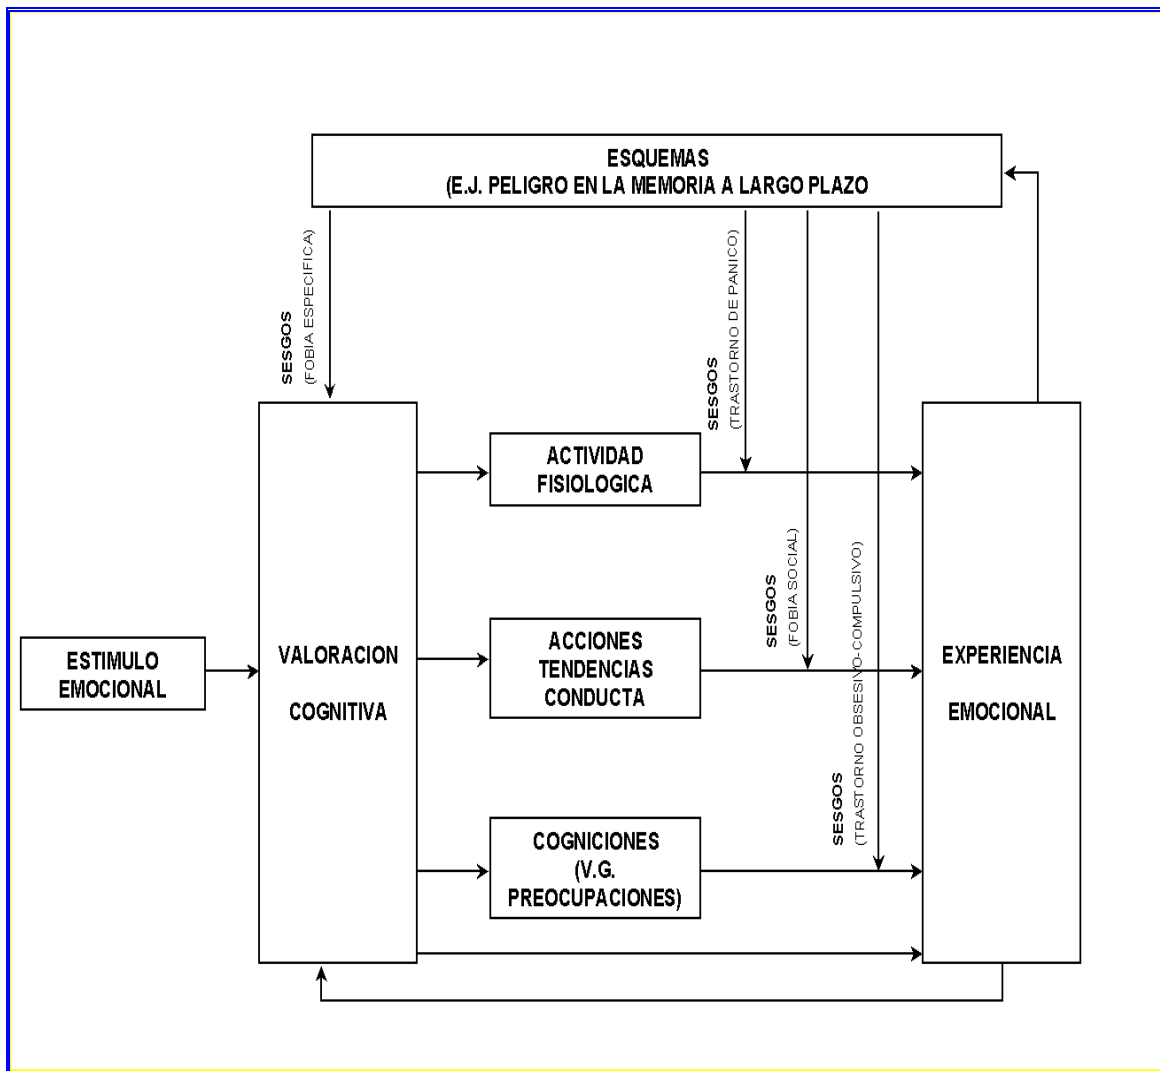 ESQUEMAS
(E.J. PELIGRO EN LA MEMORIA A LARGO PLAZO
SESGOS
(FOBIA ESPECIFICA)
SESGOS
(TRASTORNO DE PANICO)
SESGOS
(FOBIA SOCIAL)
SESGOS
(TRASTORNO OBSESIVO-COMPULSIVO)
ESTIMULO
EMOCIONAL
VALORACION
COGNITIVA
ACTIVIDAD
FISIOLOGICA
ACCIONES
TENDENCIAS
CONDUCTA
COGNICIONES
(V.G.
PREOCUPACIONES)
EXPERIENCIA
EMOCIONAL